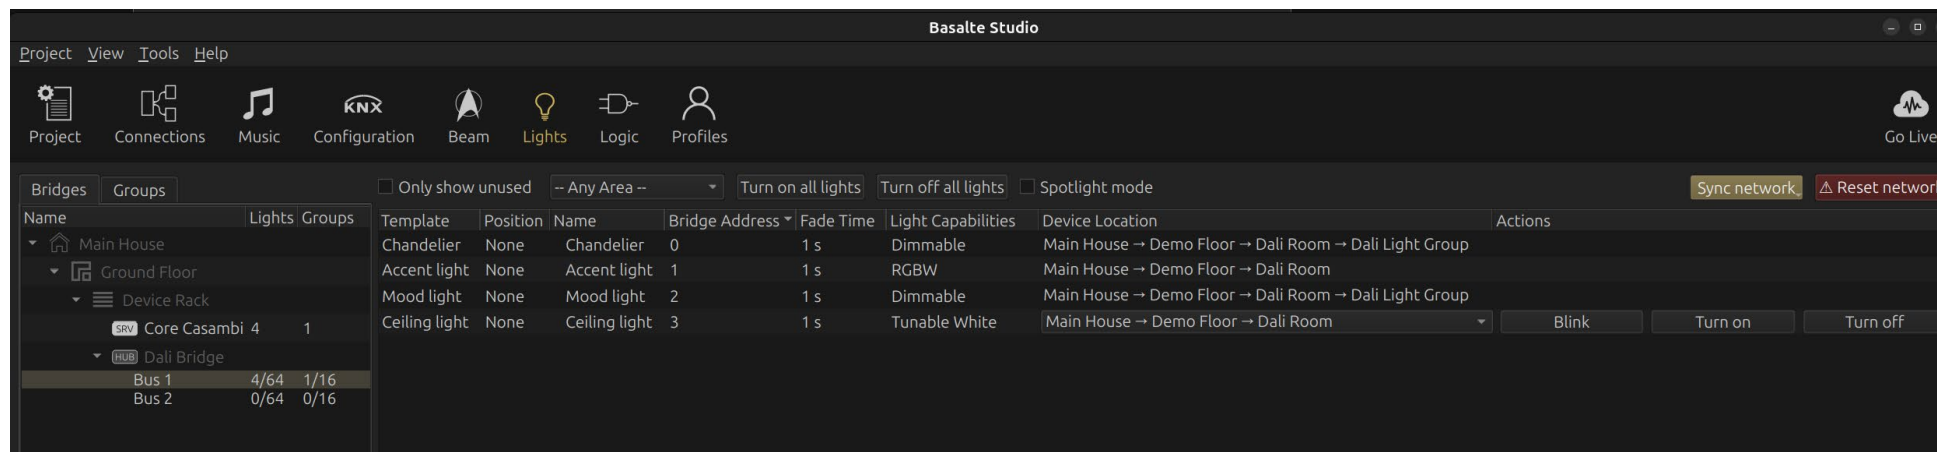 Basalte Studio
Project View Tools Help
KNX
Project Connections Music Configuration Beam Lights Logic Profiles Go Live
Bridges Groups Only show unused -- Any Area -- Turn on all lights Turn off all lights Spotlight mode Sync network Reset network
Name Lights Groups Template Position Name Bridge Address Fade Time Light Capabilities Device Location Actions
Main House
Chandelier None Chandelier 0 1 s Dimmable Main House → Demo Floor → Dali Room → Dali Light Group
Ground Floor
Accent light None Accent light 1 1 s RGBW Main House → Demo Floor → Dali Room
Device Rack
Mood light None Mood light 2 1 s Dimmable Main House → Demo Floor → Dali Room → Dali Light Group
SRV Core Casambi 4 1
Ceiling light None Ceiling light 3 1 s Tunable White Main House → Demo Floor → Dali Room Blink Turn on Turn off
HUB Dali Bridge
Bus 1 4/64 1/16
Bus 2 0/64 0/16